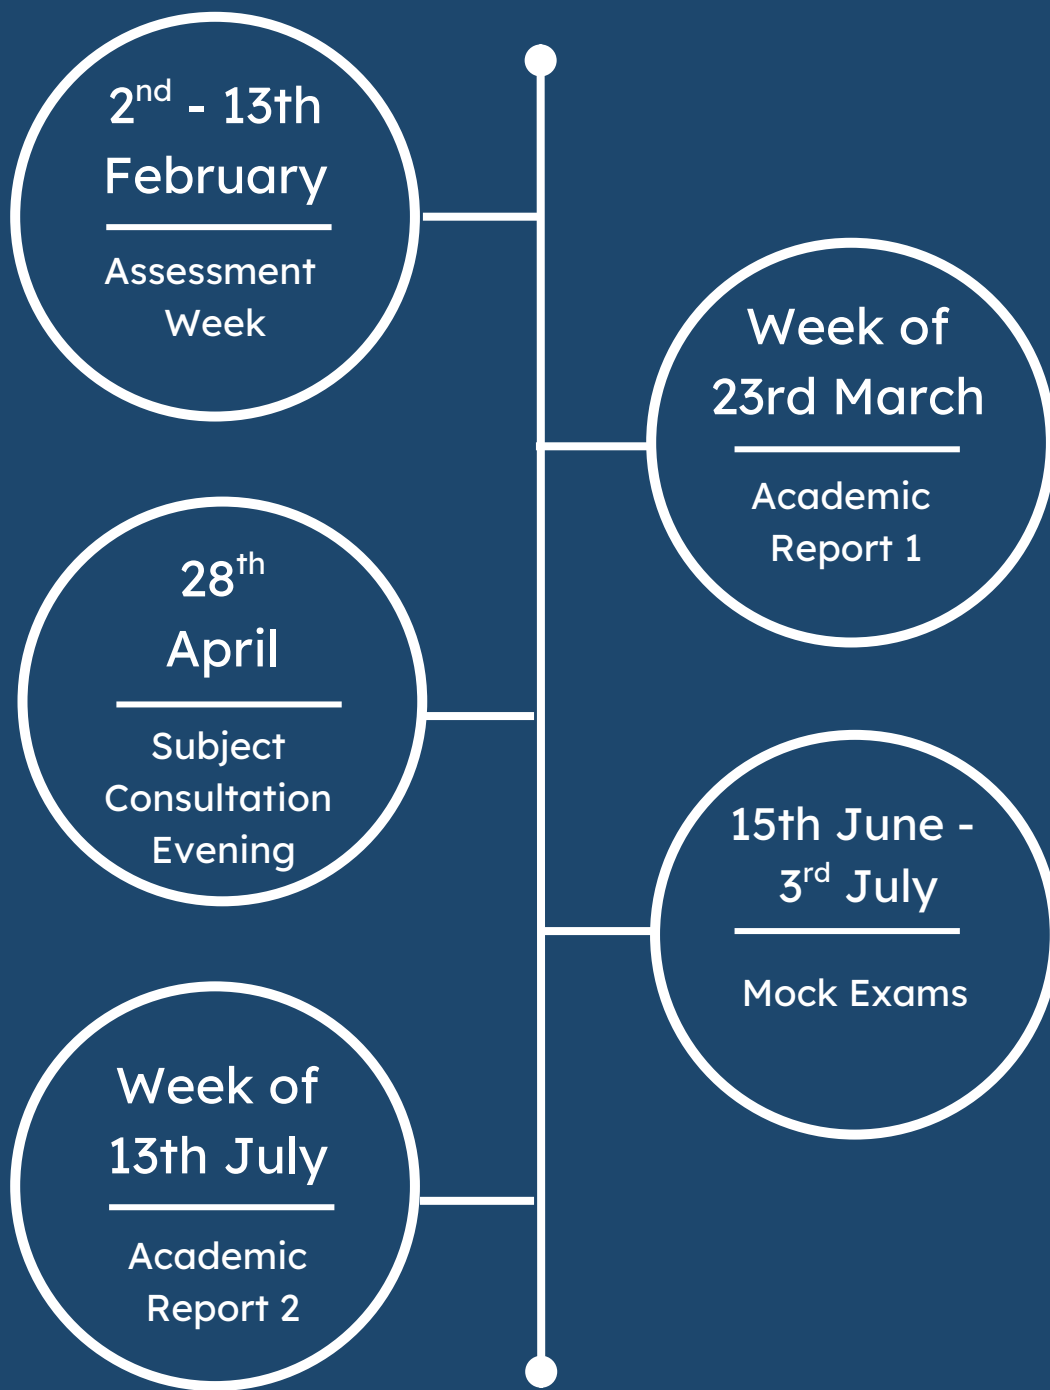 2nd - 13th
February
Assessment
Week
Week of
23rd March
Academic
Report 1
28th
April
Subject
Consultation
Evening
15th June -
3rd July
Mock Exams
Week of
13th July
Academic
Report 2